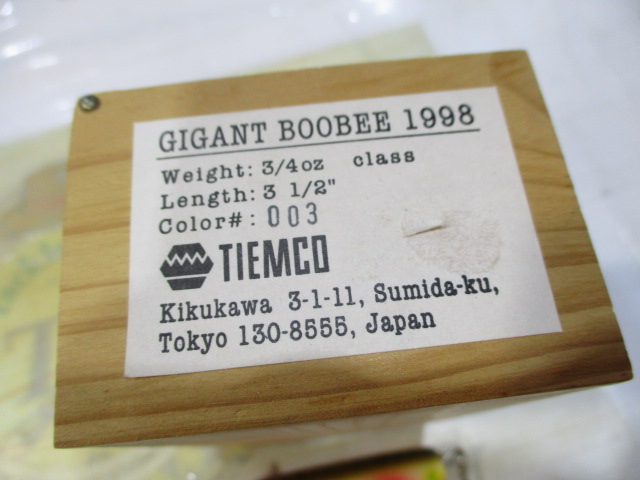 GIGANT BOOBEE 1998
Weight: 3/4oz class
Length: 3 1/2"
Color#: 003
TIEMCO
Kikukawa 3-1-11, Sumida-ku,
Tokyo 130-8555, Japan